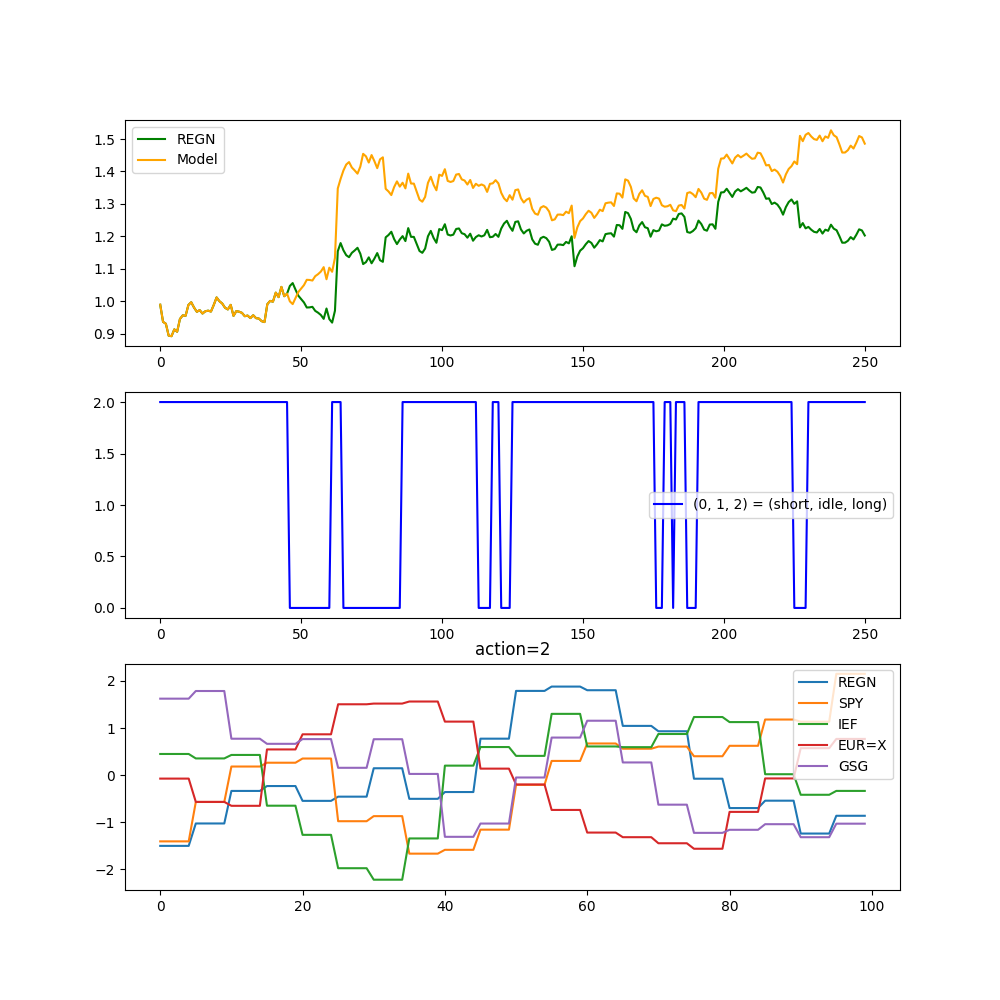 1.5
1.4
1.3
1.2
1.1
1.0
0.9
REGN
Model
0 50 100 150 200 250
2.0
1.5
1.0
0.5
0.0
(0, 1, 2) = (short, idle, long)
0 50 100 150 200 250
action=2
2
1
0
−1
−2
REGN
SPY
IEF
EUR=X
GSG
0 20 40 60 80 100